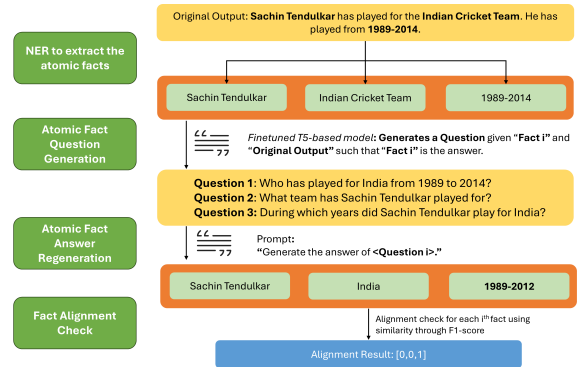 Original Output: Sachin Tendulkar has played for the Indian Cricket Team. He has
played from 1989-2014.
NER to extract the
atomic facts
Sachin Tendulkar
Indian Cricket Team
1989-2014
Atomic Fact
Question
Generation
Finetuned T5-based model: Generates a Question given “Fact i” and
“Original Output” such that “Fact i” is the answer.
Question 1: Who has played for India from 1989 to 2014?
Question 2: What team has Sachin Tendulkar played for?
Question 3: During which years did Sachin Tendulkar play for India?
Atomic Fact
Answer
Regeneration
Prompt:
“Generate the answer of <Question i>.”
Sachin Tendulkar
India
1989-2012
Fact Alignment
Check
Alignment check for each ith fact using
similarity through F1-score
Alignment Result: [0,0,1]